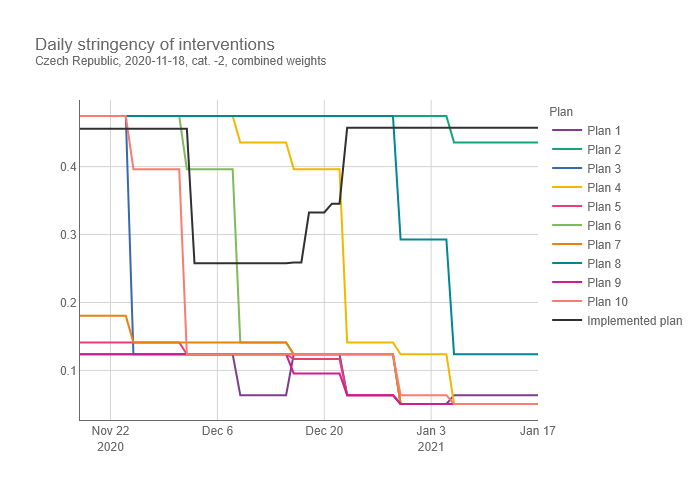 Daily stringency of interventions
Czech Republic, 2020-11-18, cat. -2, combined weights
Plan
Plan 1
Plan 2
Plan 3
Plan 4
Plan 5
Plan 6
Plan 7
Plan 8
Plan 9
Plan 10
Implemented plan
0.4
0.3
0.2
0.1
Nov 22 Dec 6 Dec 20 Jan 3 Jan 17
2020 2021